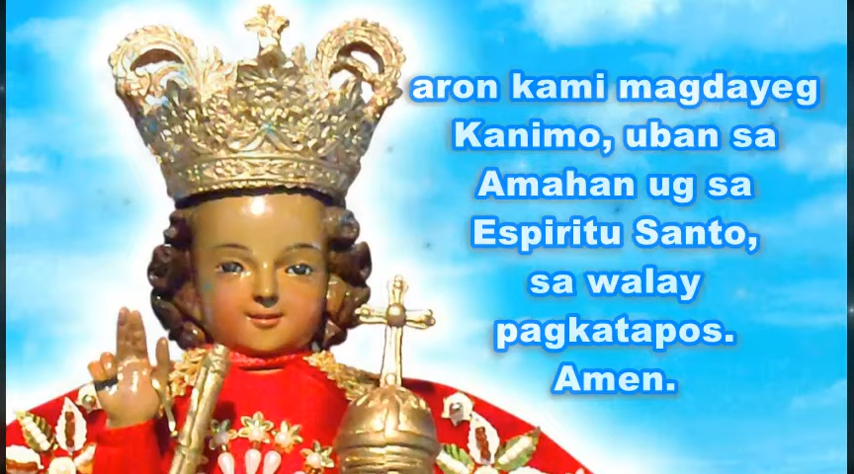 aron kami magdayeg
Kanimo, uban sa
Amahan ug sa
Espiritu Santo,
sa walay
pagkatapos.
Amen.